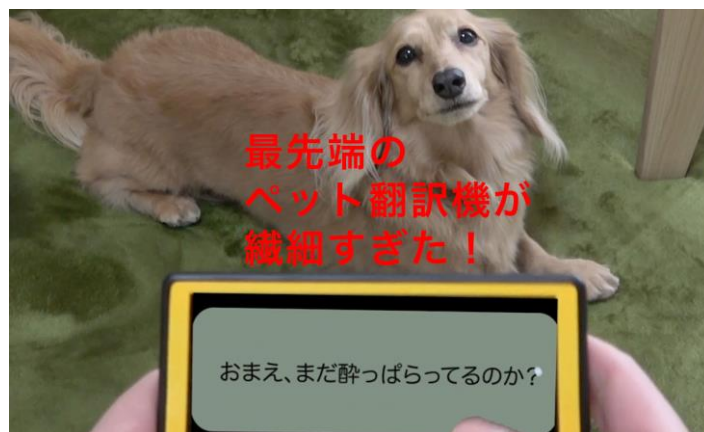 最先端の
ペット翻訳機が
繊細すぎた！
おまえ、まだ酔っぱらってるのか？